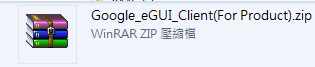 Google_eGUI_Client(For Product).zip
WinRAR ZIP 壓縮檔